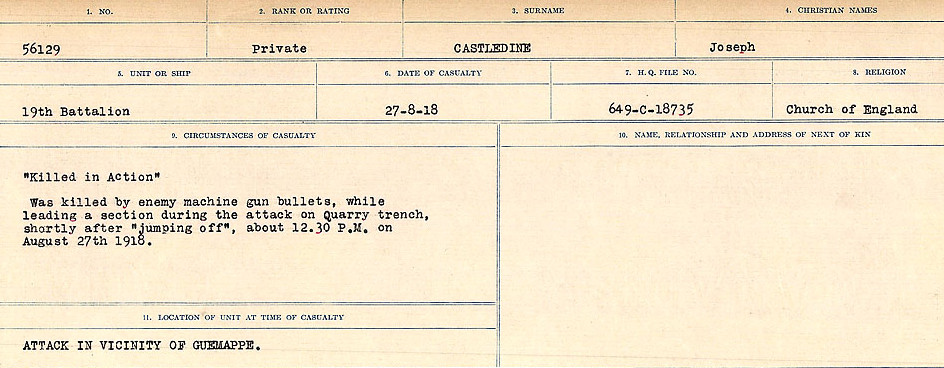 1. NO. 2. RANK OR RATING 3. SURNAME 4. CHRISTIAN NAMES
56129 Private CASTLEDINE Joseph
5. UNIT OR SHIP 6. DATE OF CASUALTY 7. H.Q. FILE NO. 8. RELIGION
19th Battalion 27-8-18 649-C-18735 Church of England
9. CIRCUMSTANCES OF CASUALTY
"Killed in Action"
Was killed by enemy machine gun bullets, while
leading a section during the attack on Quarry trench,
shortly after "jumping off", about 12.30 P.M. on
August 27th 1918.
10. NAME, RELATIONSHIP AND ADDRESS OF NEXT OF KIN
11. LOCATION OF UNIT AT TIME OF CASUALTY
ATTACK IN VICINITY OF GUEMAPPE.